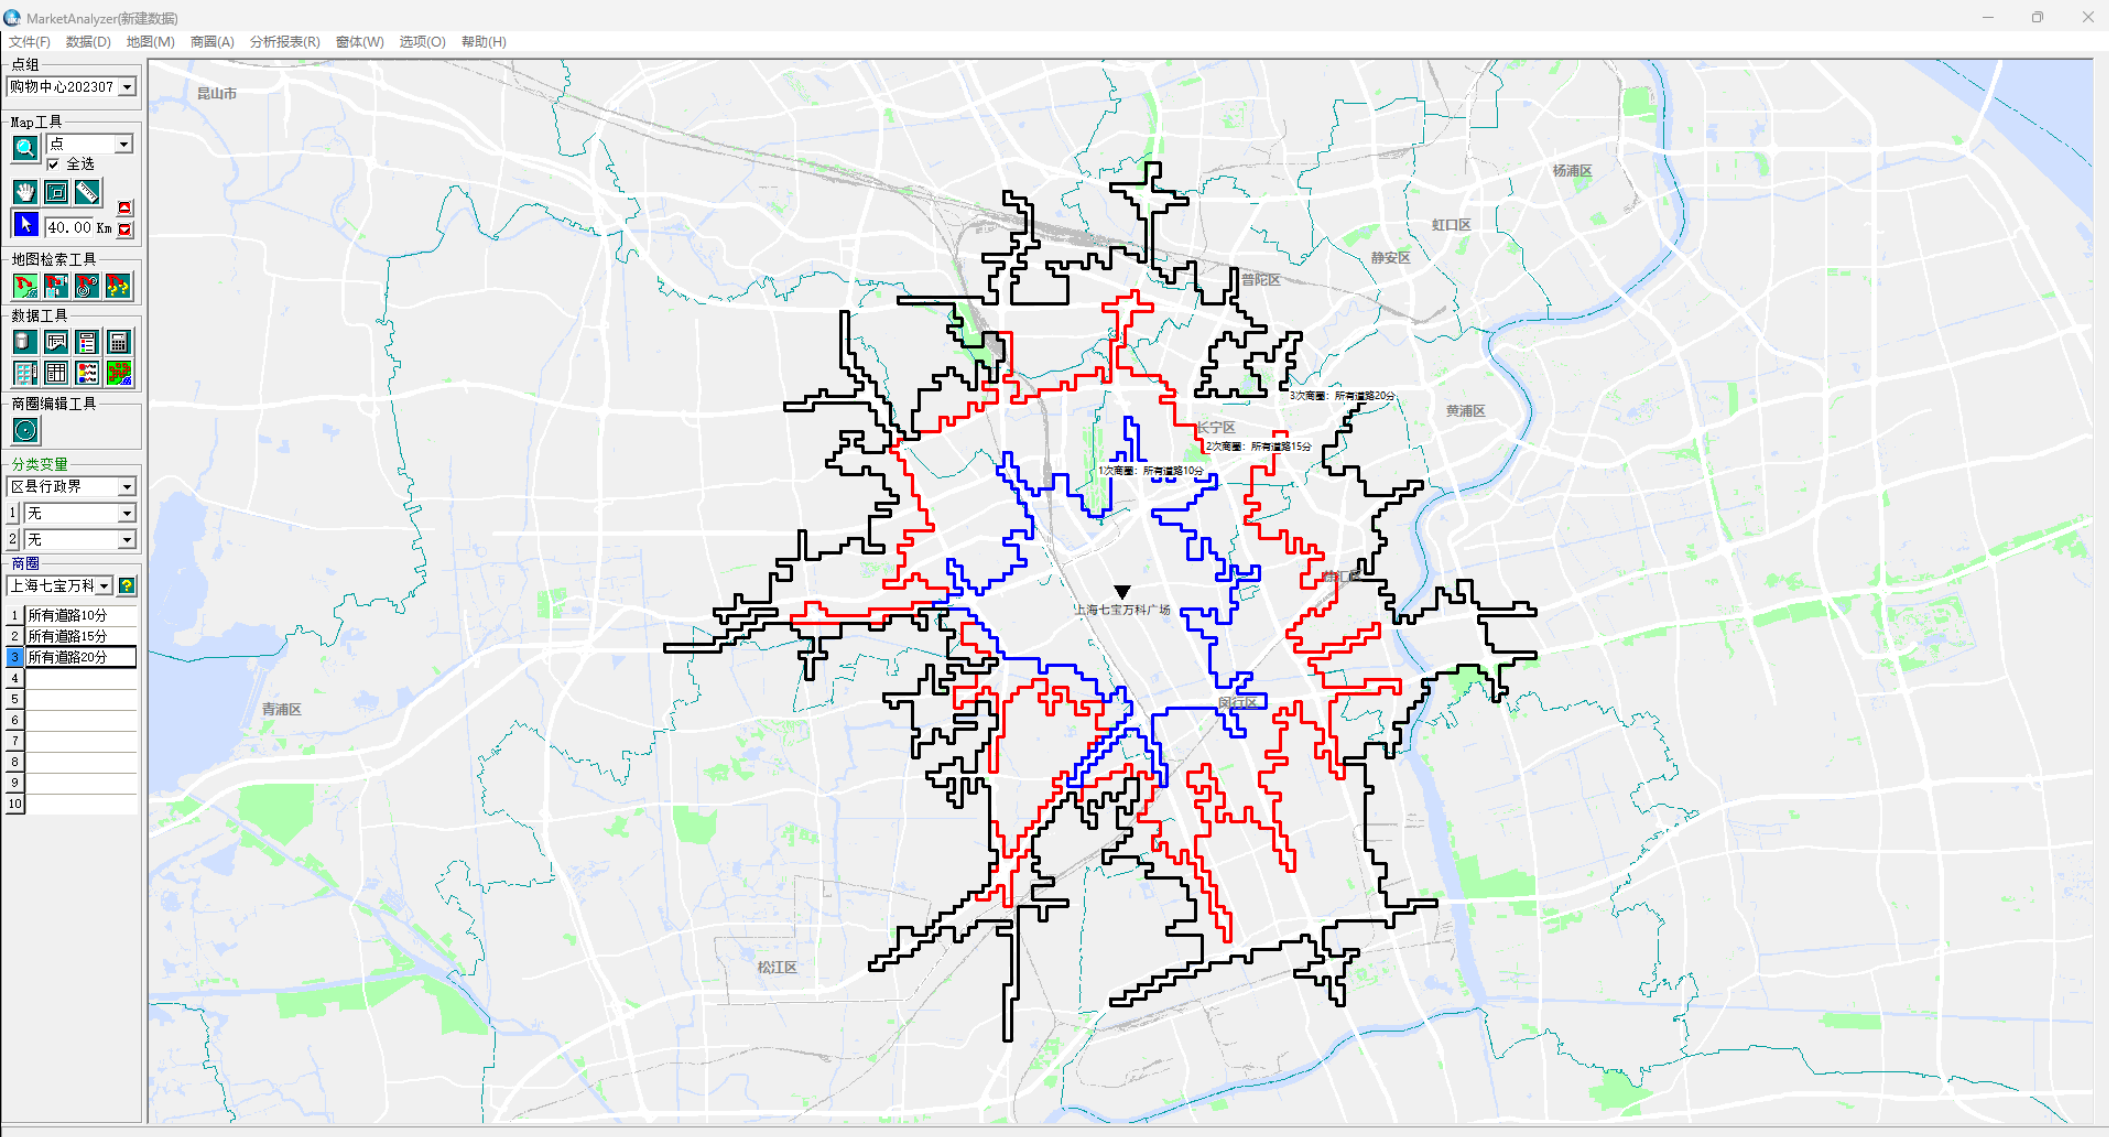 MarketAnalyzer(新建数据)
文件(F) 数据(D) 地图(M) 商圈(A) 分析报表(R) 窗体(W) 选项(O) 帮助(H)
点组
购物中心202307
Map工具
点
全选
40.00 Km
地图检索工具
数据工具
商圈编辑工具
分类变量
区县行政界
1 无
2 无
商圈
上海七宝万科
1 所有道路10分
2 所有道路15分
3 所有道路20分
4
5
6
7
8
9
10
昆山市
杨浦区
虹口区
静安区
普陀区
3次商圈：所有道路20分
黄浦区
长宁区
2次商圈：所有道路15分
1次商圈：所有道路10分
徐汇区
上海七宝万科广场
闵行区
青浦区
松江区